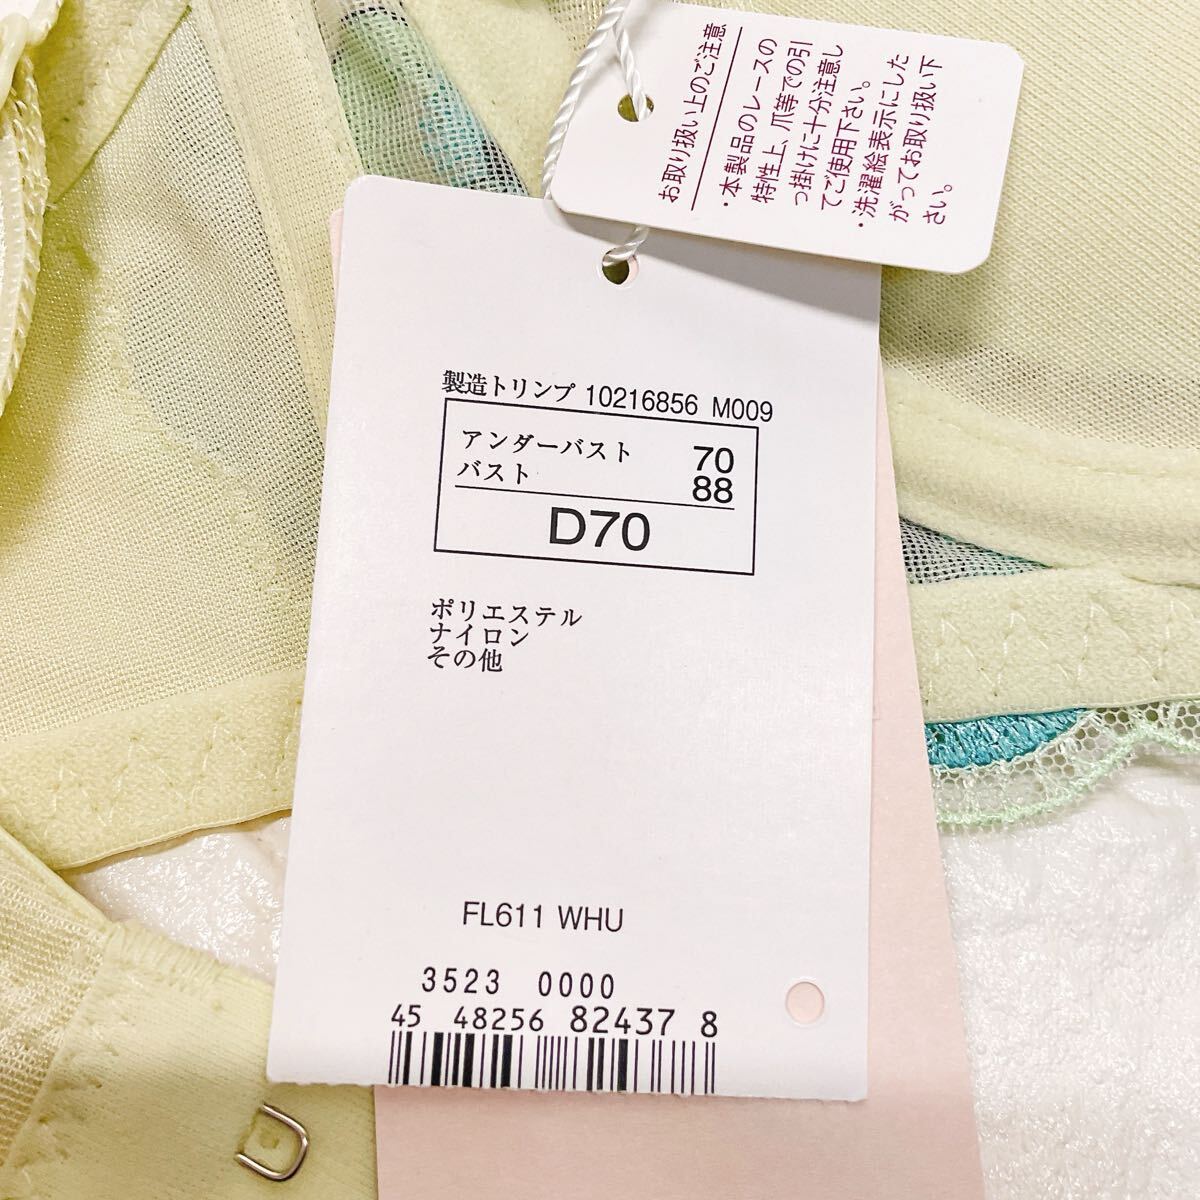 お取り扱い上のご注意
・本製品のレースの
特性上、爪等での引
っ掛けに十分注意し
てご使用下さい。
・洗濯絵表示にした
がってお取り扱い下
さい。
製造トリンプ 10216856 M009
アンダーバスト 70
バスト 88
D70
ポリエステル
ナイロン
その他
FL611 WHU
3523 0000
45 48256 82437 8